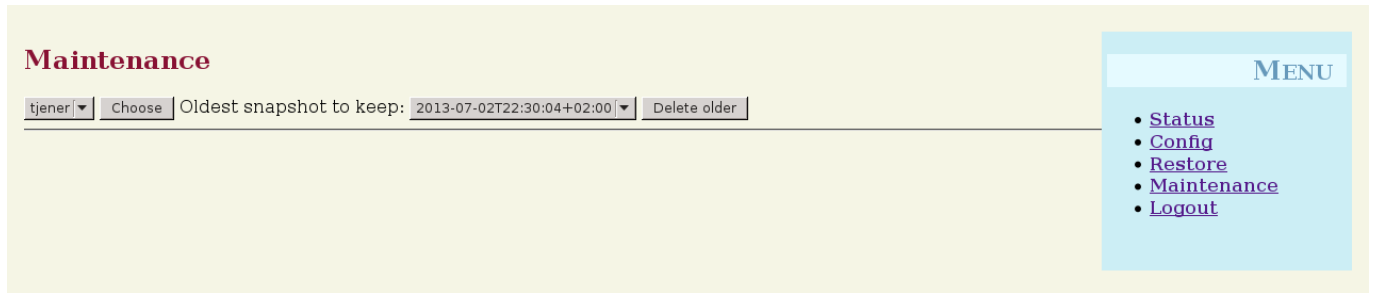 Maintenance
tjener Choose Oldest snapshot to keep: 2013-07-02T22:30:04+02:00 Delete older
MENU
Status
Config
Restore
Maintenance
Logout